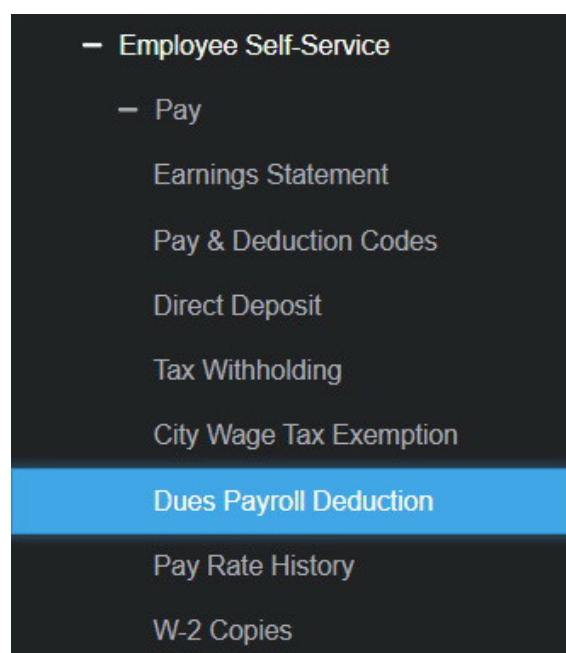 – Employee Self-Service
– Pay
Earnings Statement
Pay & Deduction Codes
Direct Deposit
Tax Withholding
City Wage Tax Exemption
Dues Payroll Deduction
Pay Rate History
W-2 Copies